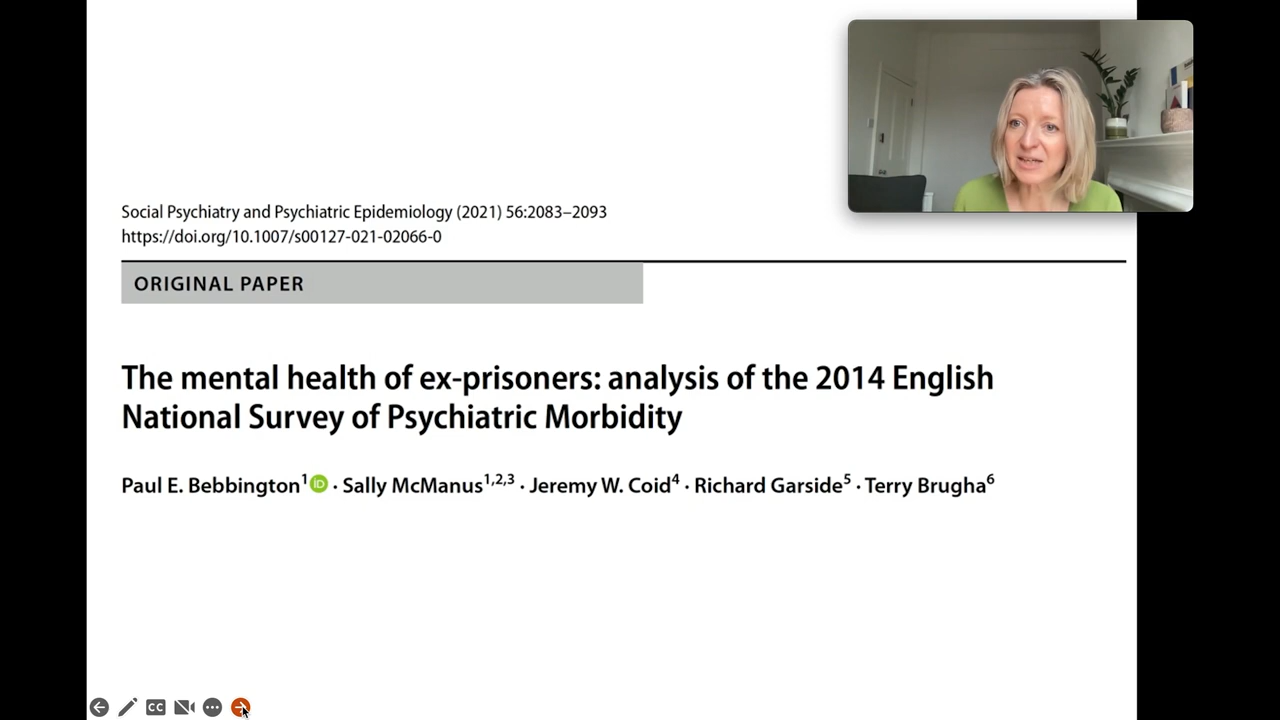 Social Psychiatry and Psychiatric Epidemiology (2021) 56:2083–2093
https://doi.org/10.1007/s00127-021-02066-0
ORIGINAL PAPER
The mental health of ex-prisoners: analysis of the 2014 English
National Survey of Psychiatric Morbidity
Paul E. Bebbington1 iD · Sally McManus1,2,3 · Jeremy W. Coid4 · Richard Garside5 · Terry Brugha6
CC